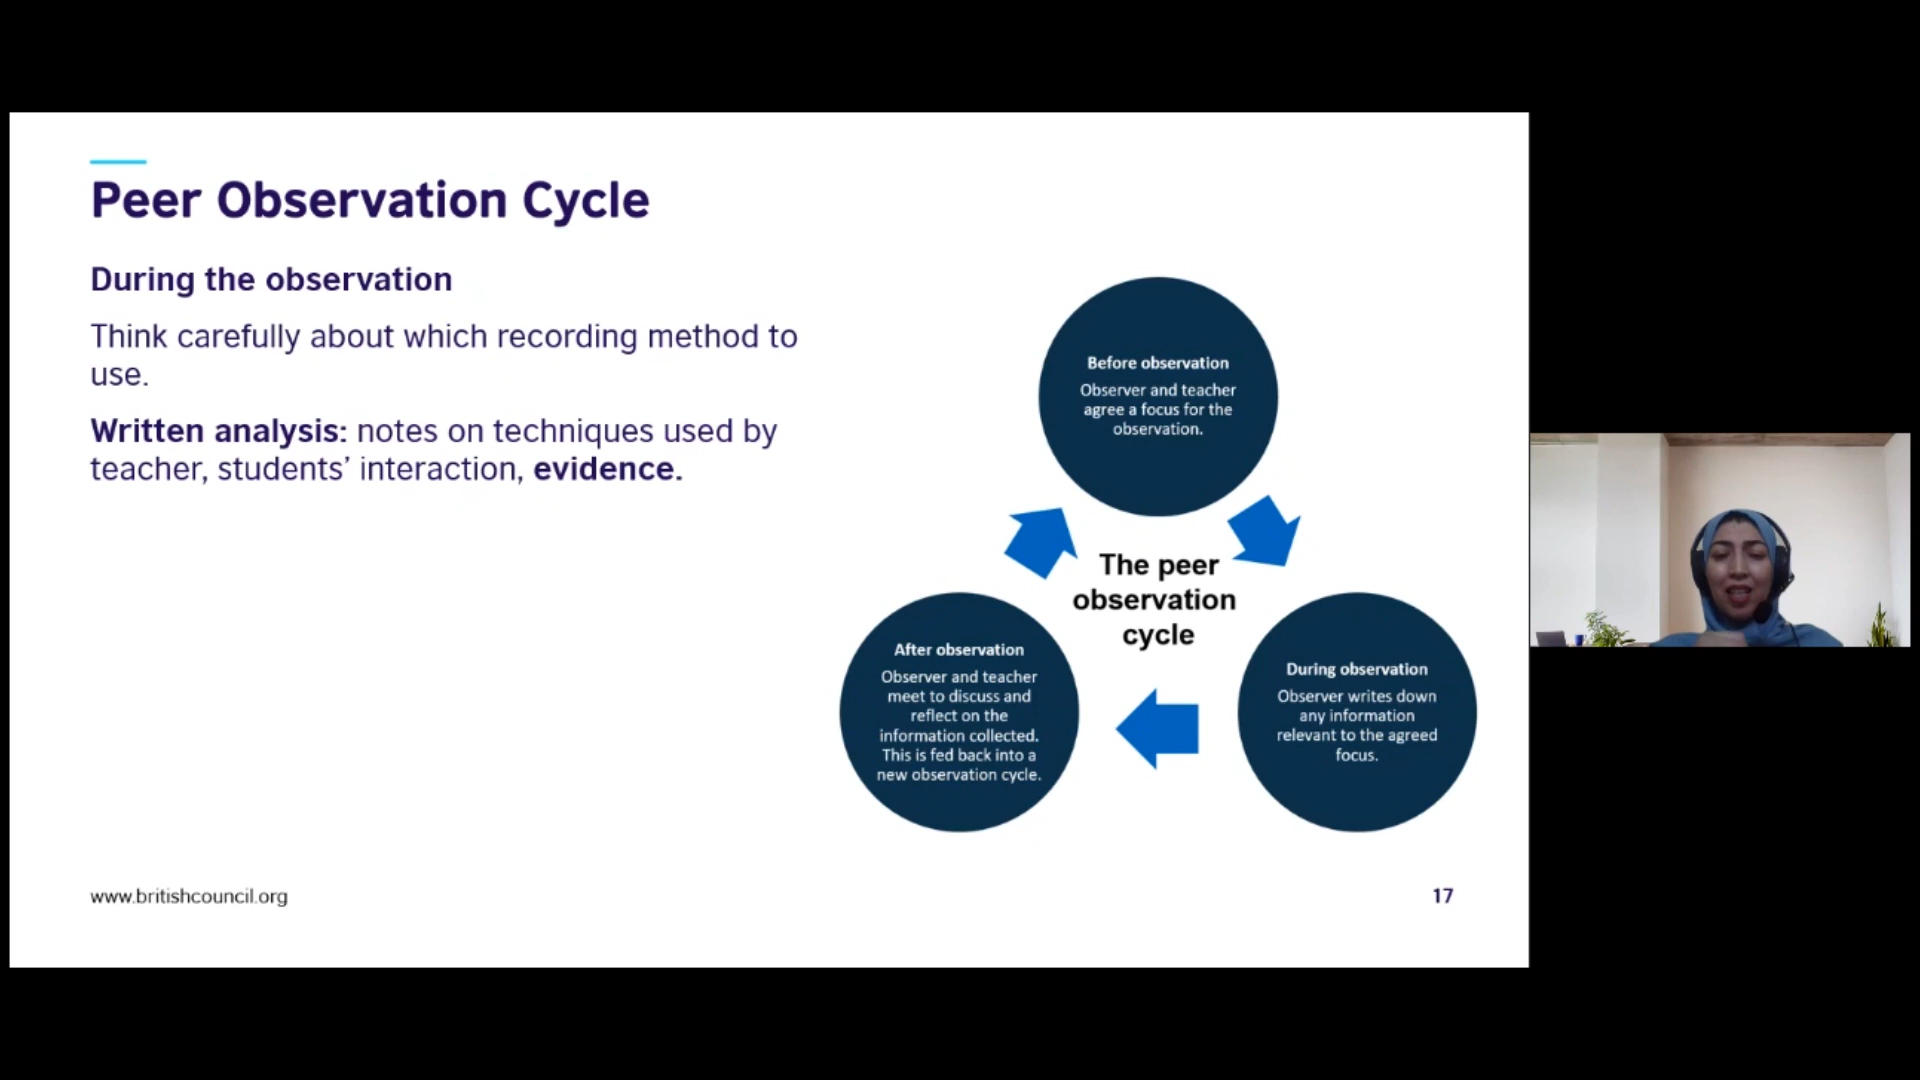 Peer Observation Cycle
During the observation
Think carefully about which recording method to
use.
Written analysis: notes on techniques used by
teacher, students’ interaction, evidence.
Before observation
Observer and teacher
agree a focus for the
observation.
The peer
observation
cycle
During observation
Observer writes down
any information
relevant to the agreed
focus.
After observation
Observer and teacher
meet to discuss and
reflect on the
information collected.
This is fed back into a
new observation cycle.
www.britishcouncil.org
17